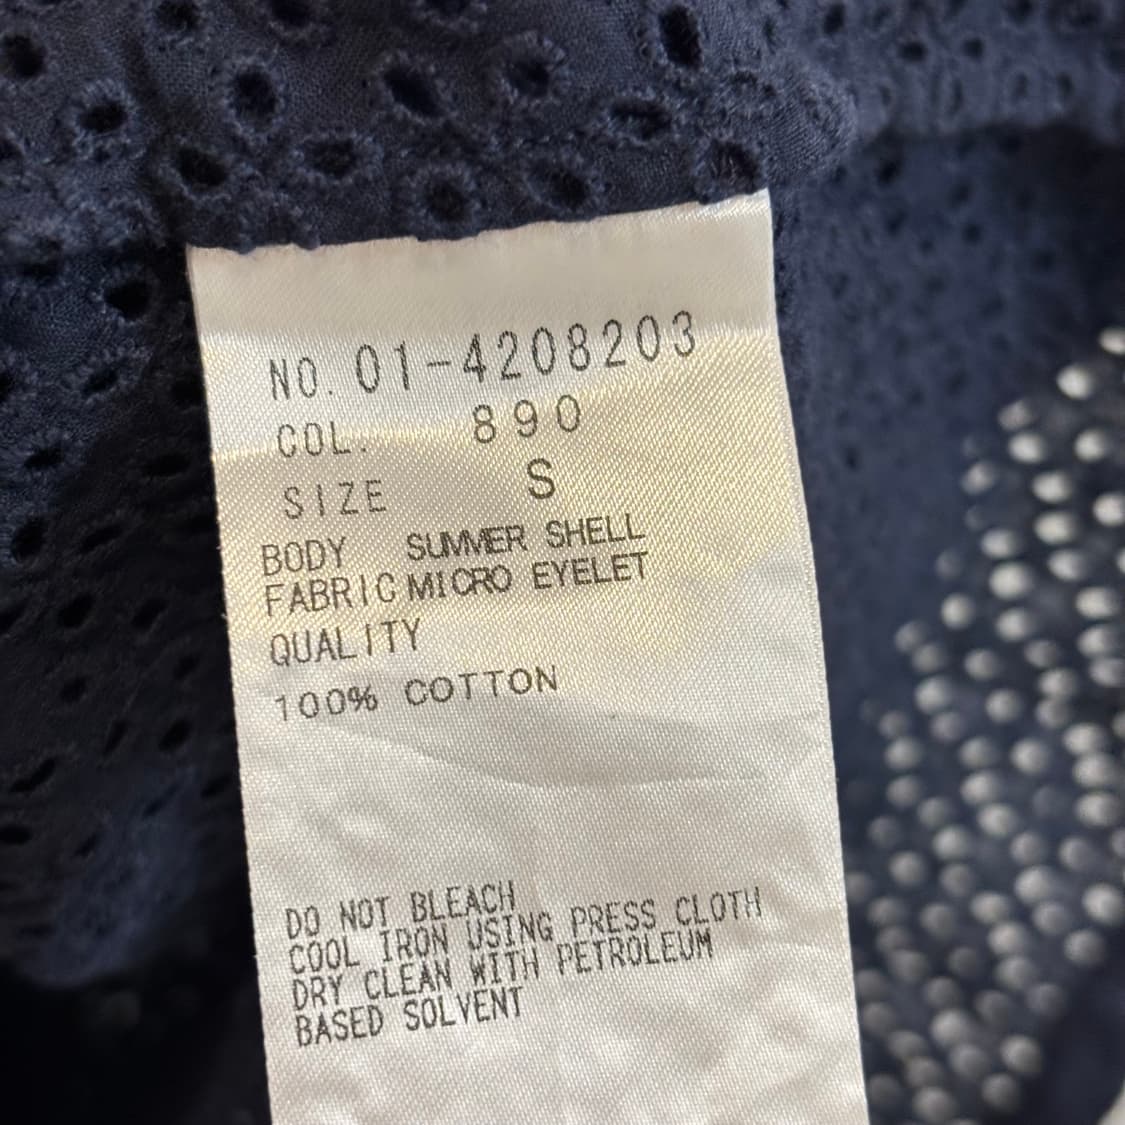 NO. 01-4208203
COL. 890
SIZE S
BODY SUMMER SHELL
FABRIC MICRO EYELET
QUALITY
100% COTTON
DO NOT BLEACH
COOL IRON USING PRESS CLOTH
DRY CLEAN WITH PETROLEUM
BASED SOLVENT